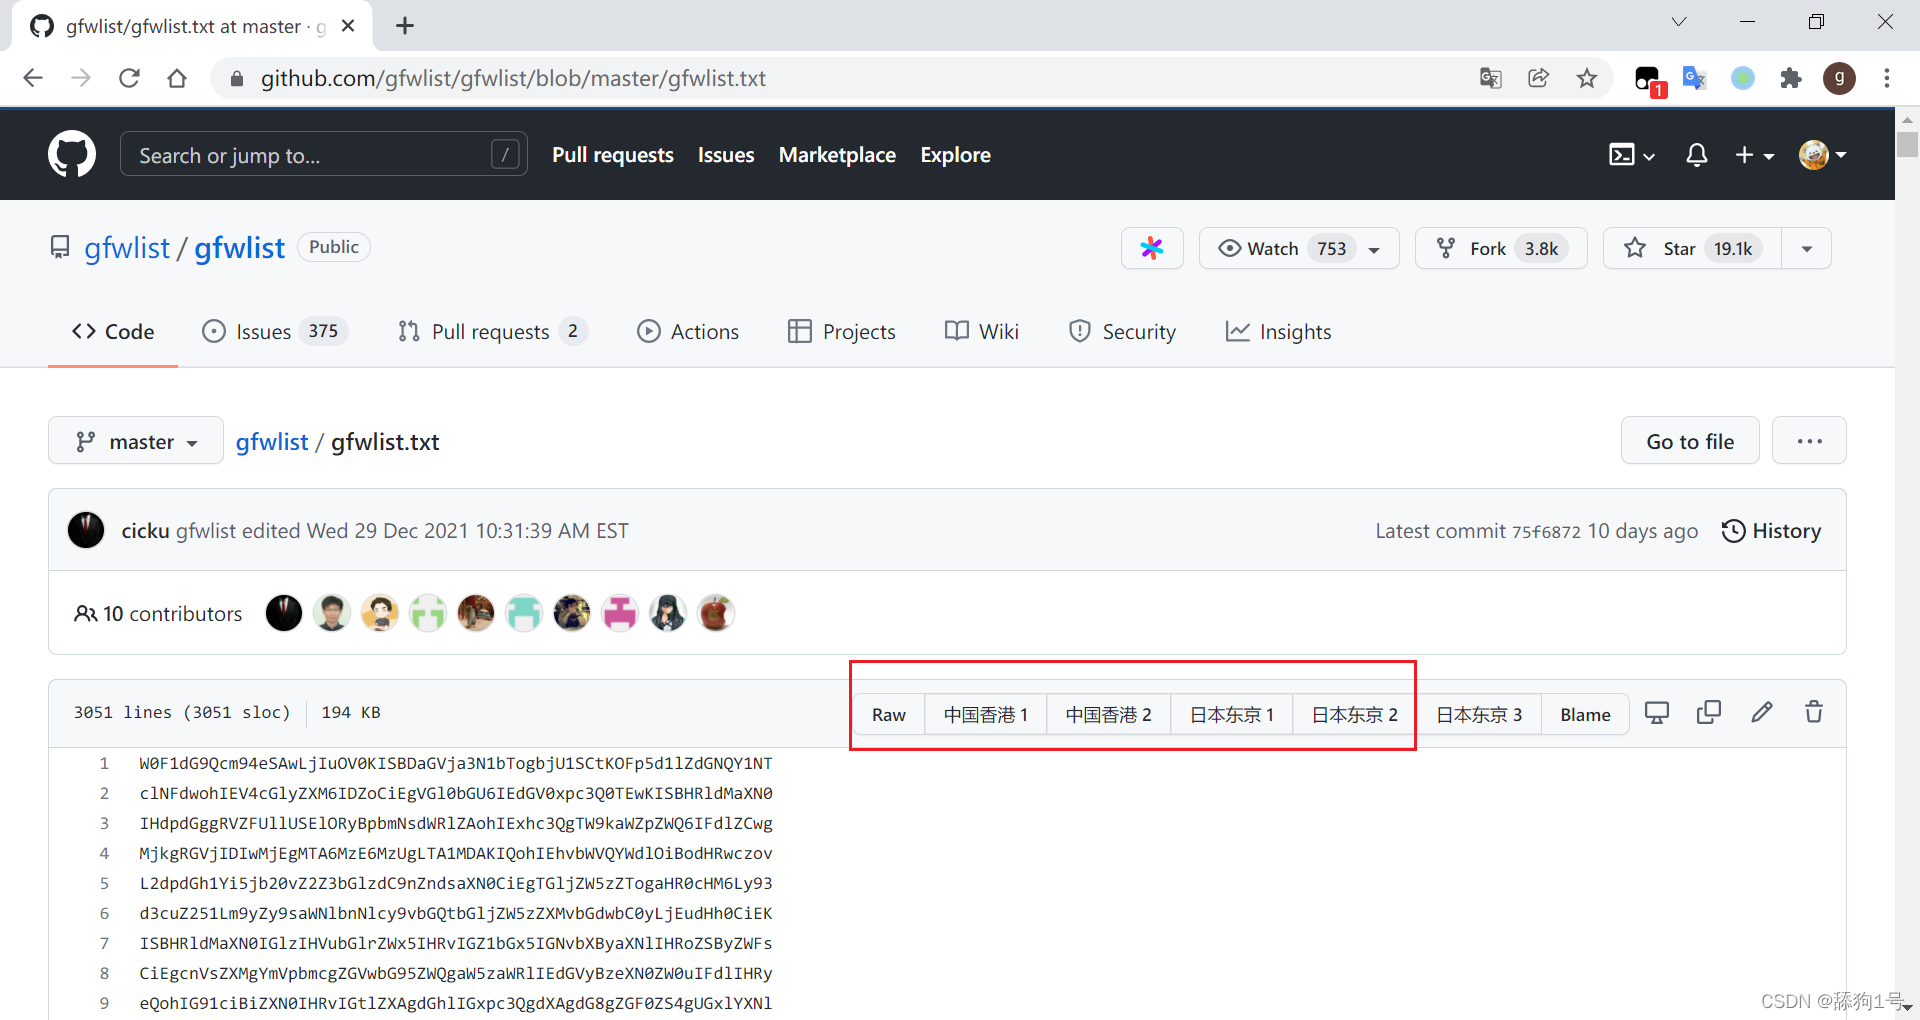 gfwlist/gfwlist.txt at master · g
github.com/gfwlist/gfwlist/blob/master/gfwlist.txt
1
g
Search or jump to... /
Pull requests Issues Marketplace Explore
gfwlist / gfwlist Public
Watch 753 Fork 3.8k Star 19.1k
Code Issues 375 Pull requests 2 Actions Projects Wiki Security Insights
master gfwlist / gfwlist.txt Go to file
cicku gfwlist edited Wed 29 Dec 2021 10:31:39 AM EST Latest commit 75f6872 10 days ago History
10 contributors
3051 lines (3051 sloc) 194 KB Raw 中国香港 1 中国香港 2 日本东京 1 日本东京 2 日本东京 3 Blame
1 W0F1dG9Qcm94eSAwLjIuOV0KISBDaGVja3N1bTogbjU1SCtKOFp5d1lZdGNQY1NT
2 clNFdwohIEV4cGlyZXM6IDZoCiEgVGl0bGU6IEdGV0xpc3Q0TEwKISBHRldMaXN0
3 IHdpdGggRVZFUllUSElORyBpbmNsdWRlZAohIExhc3QgTW9kaWZpZWQ6IFdlZCwg
4 MjkgRGVjIDIwMjEgMTA6MzE6MzUgLTA1MDAKIQohIEhvbWVQYWdlOiBodHRwczov
5 L2dpdGh1Yi5jb20vZ2Z3bGlzdC9nZndsaXN0CiEgTGljZW5zZTogaHR0cHM6Ly93
6 d3cuZ251Lm9yZy9saWNlbnNlcy9vbGQtbGljZW5zZXMvbGdwbC0yLjEudHh0CiEK
7 ISBHRldMaXN0IGlzIHVubGlrZWx5IHRvIGZ1bGx5IGNvbXByaXNlIHRoZSByZWFs
8 CiEgcnVsZXMgYmVpbmcgZGVwbG95ZWQgaW5zaWRlIEdGVyBzeXN0ZW0uIFdlIHRy
9 eQohIG91ciBiZXN0IHRvIGtlZXAgdGhlIGxpc3QgdXAgdG8gZGF0ZS4gUGxlYXNl
CSDN @舔狗1号